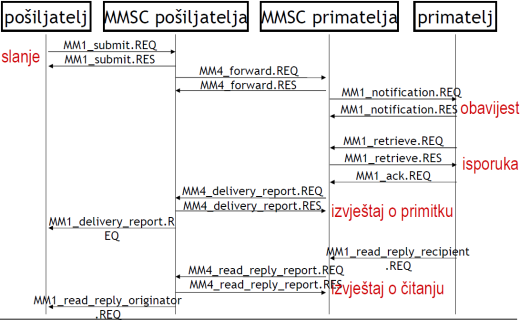 pošiljatelj MMSC pošiljatelja MMSC primatelja primatelj
slanje
MM1_submit.REQ
MM1_submit.RES
MM4_forward.REQ
MM4_forward.RES
MM1_notification.REQ
MM1_notification.RES
obavijest
MM1_retrieve.REQ
MM1_retrieve.RES
isporuka
MM1_ack.REQ
MM4_delivery_report.REQ
MM4_delivery_report.RES
izvještaj o primitku
MM1_delivery_report.R
EQ
MM1_read_reply_recipient
.REQ
MM4_read_reply_report.REQ
MM4_read_reply_report.RES
izvještaj o čitanju
MM1_read_reply_originator
.REQ